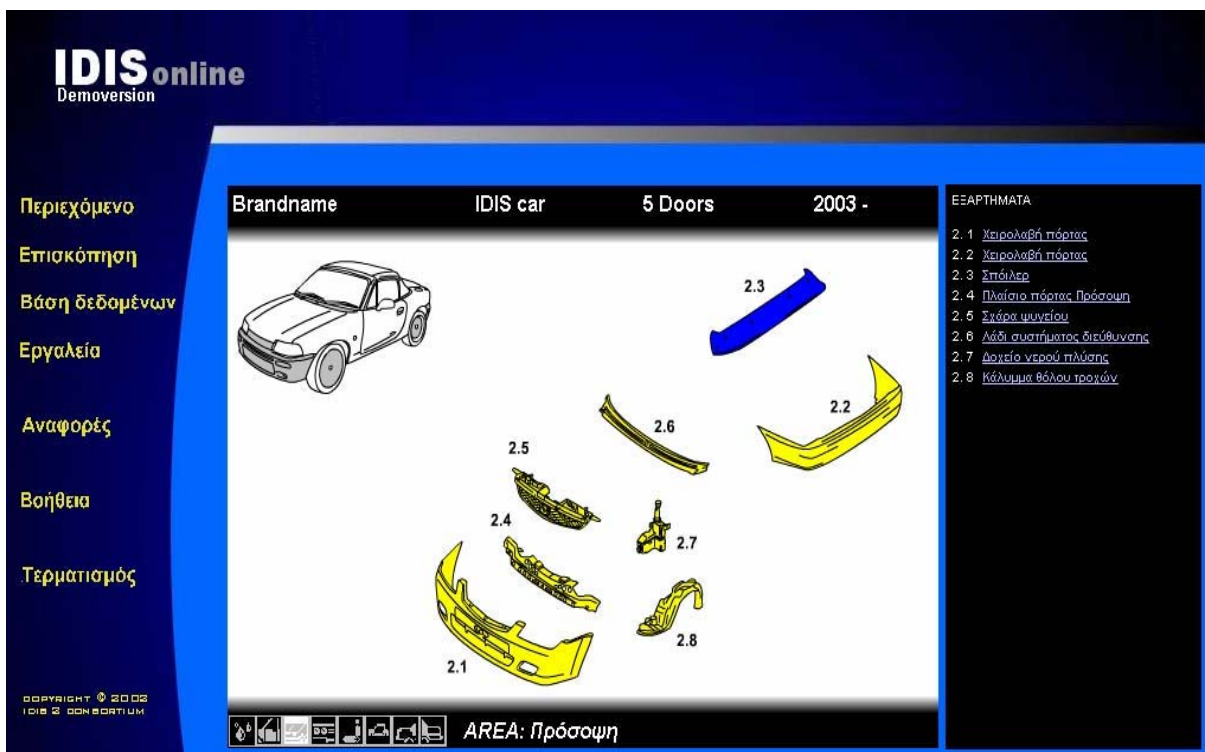 IDIS online
Demoversion
Περιεχόμενο
Επισκόπηση
Βάση δεδομένων
Εργαλεία
Αναφορές
Βοήθεια
Τερματισμός
COPYRIGHT © 2002
IDIS 2 CONSORTIUM
Brandname IDIS car 5 Doors 2003 -
2.3
2.2
2.6
2.5
2.4
2.7
2.8
2.1
AREA: Πρόσοψη
ΕΞΑΡΤΗΜΑΤΑ
2. 1 Χειρολαβή πόρτας
2. 2 Χειρολαβή πόρτας
2. 3 Σπόιλερ
2. 4 Πλαίσιο πόρτας Πρόσοψη
2. 5 Σχάρα ψυγείου
2. 6 Λάδι συστήματος διεύθυνσης
2. 7 Δοχείο νερού πλύσης
2. 8 Κάλυμμα θόλου τροχών